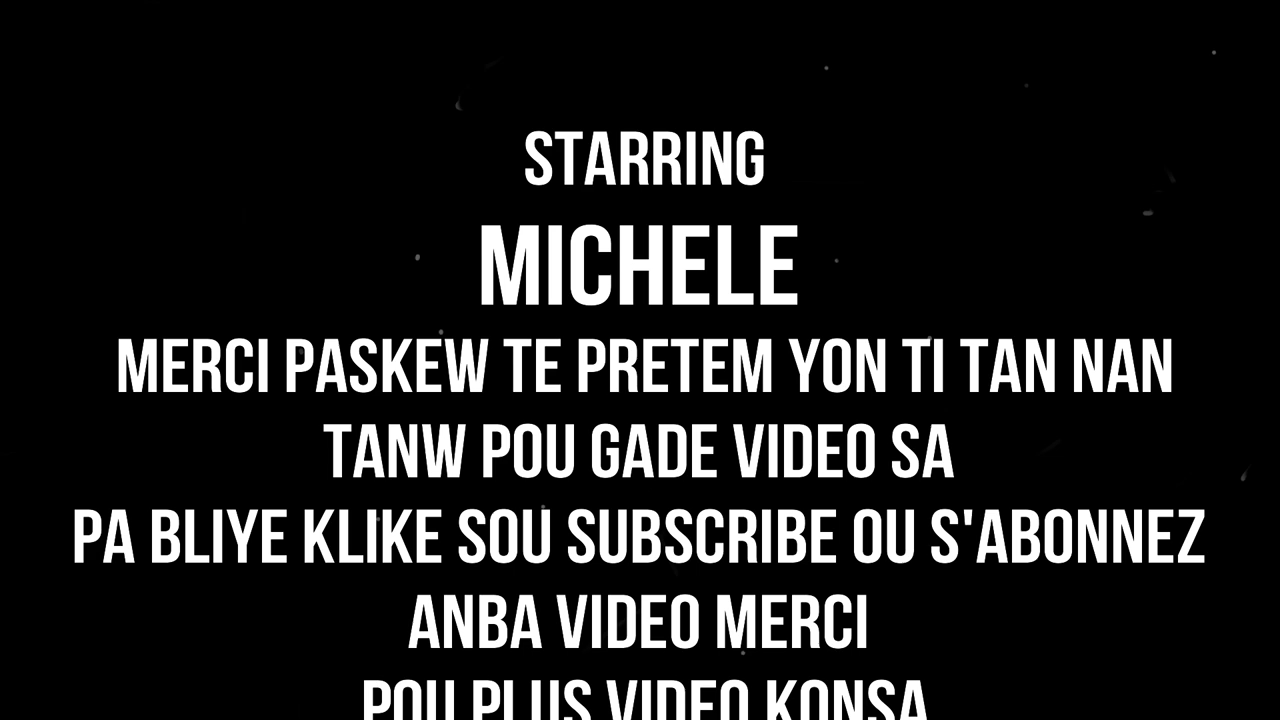 STARRING
MICHELE
MERCI PASKEW TE PRETEM YON TI TAN NAN
TANW POU GADE VIDEO SA
PA BLIYE KLIKE SOU SUBSCRIBE OU S'ABONNEZ
ANBA VIDEO MERCI
POU PLUS VIDEO KONSA